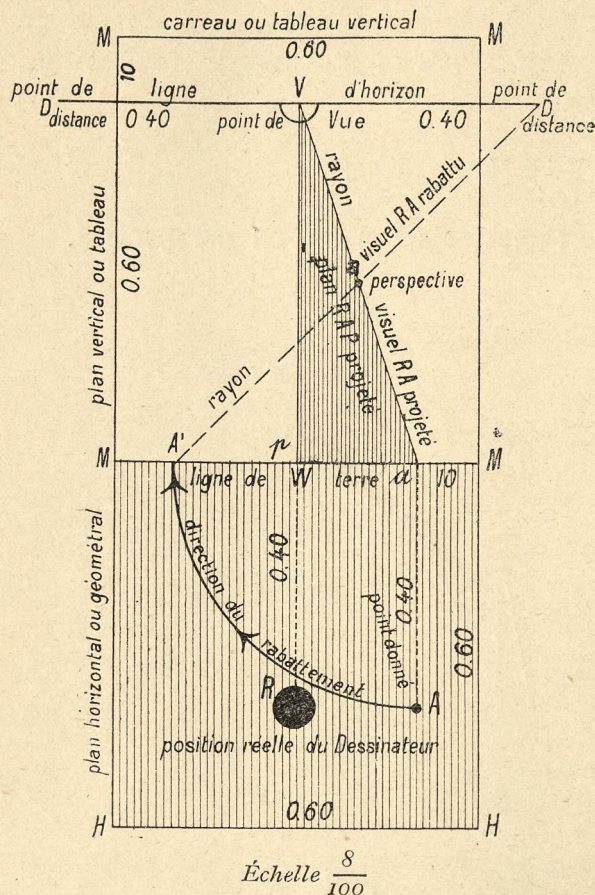 carreau ou tableau vertical
M M
0.60
10
point de ligne V d'horizon point de
D D
distance 0 40 point de Vue 0.40 distance
rayon
visuel RA rabattu
plan vertical ou tableau
0.60
plan RAP projeté
perspective
visuel RA projeté
rayon
A' p
M ligne de W terre a 10 M
plan horizontal ou géométral
direction du rabattement
0.40
0.40
point donné
0.60
R A
position réelle du Dessinateur
0.60
H H
Échelle 8/100